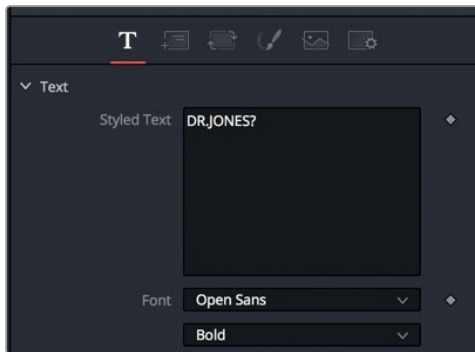 T
Text
Styled Text DR.JONES?
Font Open Sans
Bold